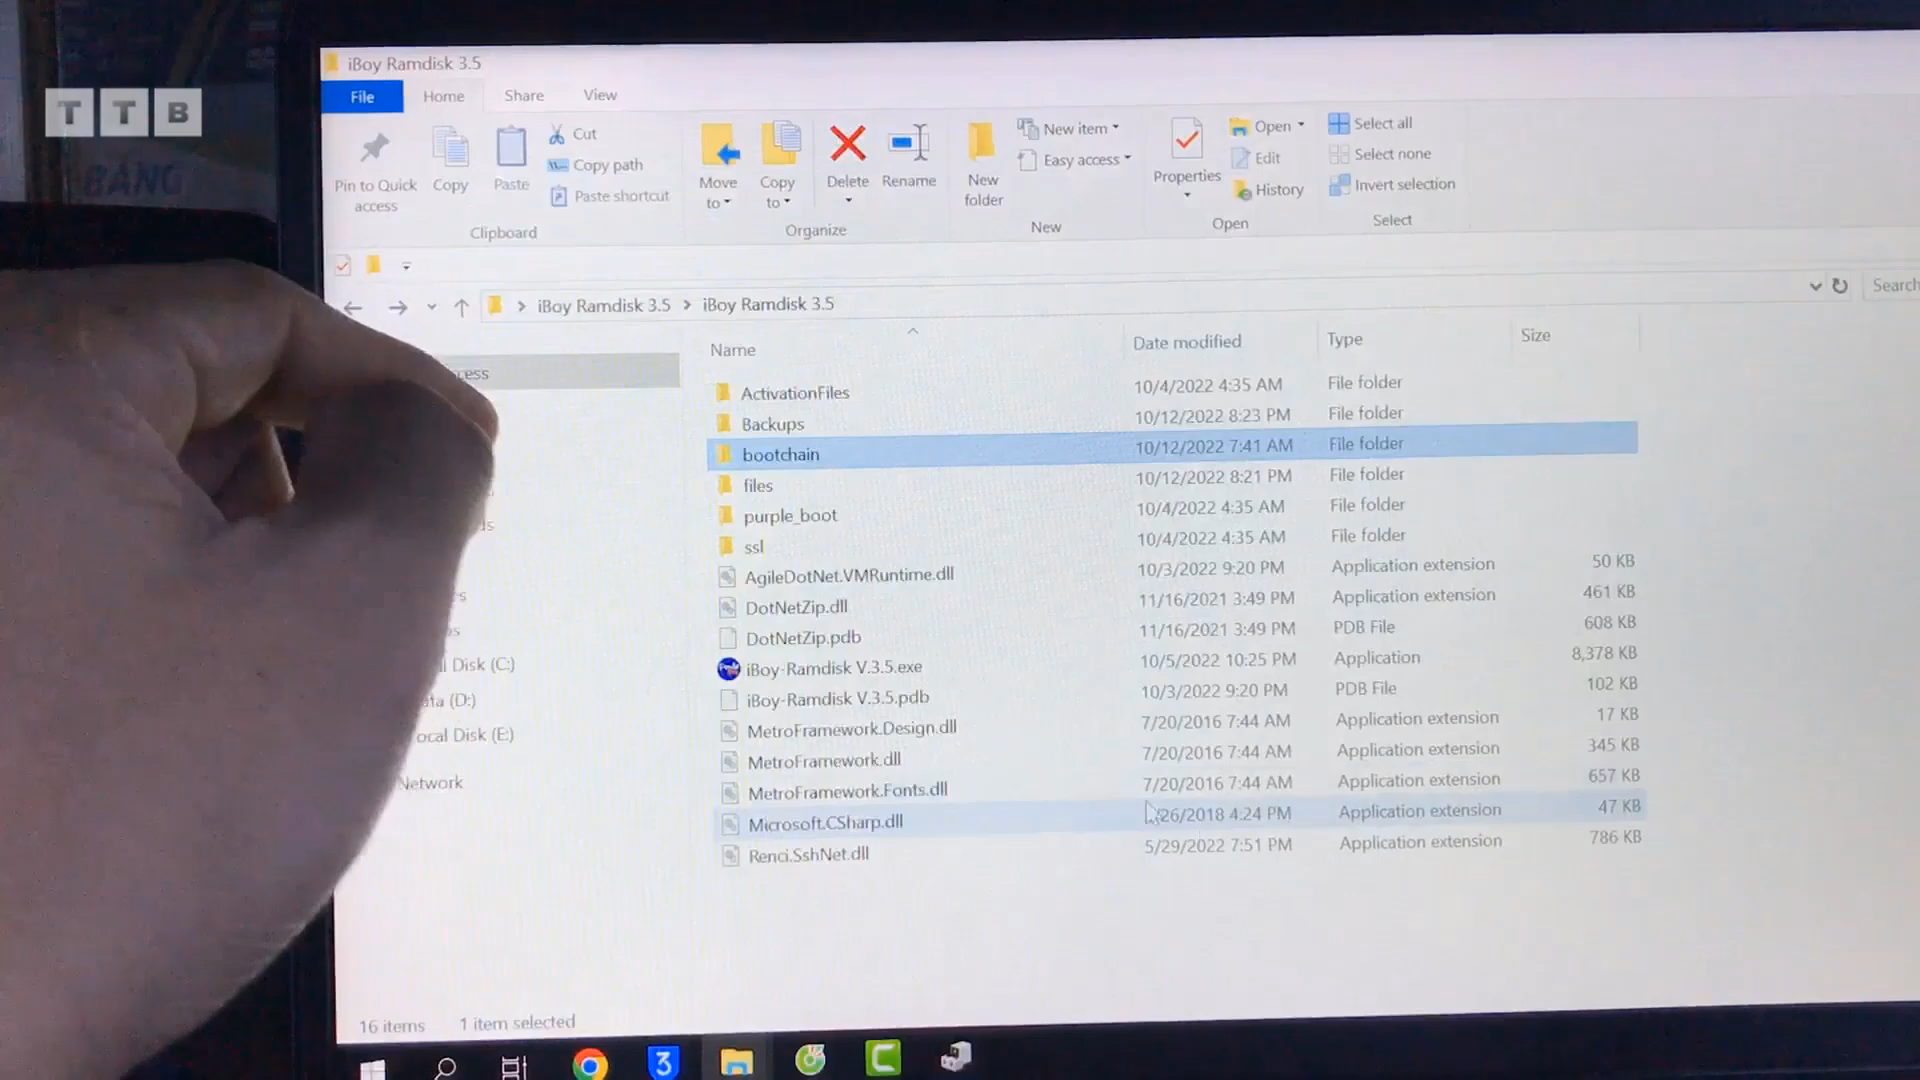 iBoy Ramdisk 3.5
TTB
BANG
File Home Share View
Pin to Quick access
Copy
Paste
Cut
Copy path
Paste shortcut
Clipboard
Move to
Copy to
Delete
Rename
Organize
New folder
New item
Easy access
New
Properties
Open
Edit
History
Open
Select all
Select none
Invert selection
Select
iBoy Ramdisk 3.5 > iBoy Ramdisk 3.5
Search
Name Date modified Type Size
ActivationFiles 10/4/2022 4:35 AM File folder
Backups 10/12/2022 8:23 PM File folder
bootchain 10/12/2022 7:41 AM File folder
files 10/12/2022 8:21 PM File folder
purple_boot 10/4/2022 4:35 AM File folder
ssl 10/4/2022 4:35 AM File folder
AgileDotNet.VMRuntime.dll 10/3/2022 9:20 PM Application extension 50 KB
DotNetZip.dll 11/16/2021 3:49 PM Application extension 461 KB
DotNetZip.pdb 11/16/2021 3:49 PM PDB File 608 KB
iBoy-Ramdisk V.3.5.exe 10/5/2022 10:25 PM Application 8,378 KB
iBoy-Ramdisk V.3.5.pdb 10/3/2022 9:20 PM PDB File 102 KB
MetroFramework.Design.dll 7/20/2016 7:44 AM Application extension 17 KB
MetroFramework.dll 7/20/2016 7:44 AM Application extension 345 KB
MetroFramework.Fonts.dll 7/20/2016 7:44 AM Application extension 657 KB
Microsoft.CSharp.dll 26/2018 4:24 PM Application extension 47 KB
Renci.SshNet.dll 5/29/2022 7:51 PM Application extension 786 KB
cess
ds
l Disk (C:)
ata (D:)
ocal Disk (E:)
Network
16 items 1 item selected
3
C